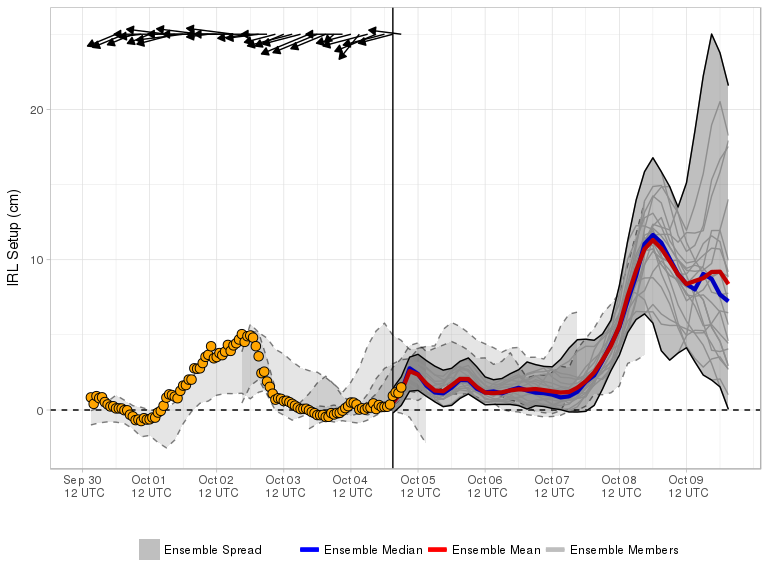 20
10
0
IRL Setup (cm)
Sep 30 Oct 01 Oct 02 Oct 03 Oct 04 Oct 05 Oct 06 Oct 07 Oct 08 Oct 09
12 UTC 12 UTC 12 UTC 12 UTC 12 UTC 12 UTC 12 UTC 12 UTC 12 UTC 12 UTC
Ensemble Spread Ensemble Median Ensemble Mean Ensemble Members